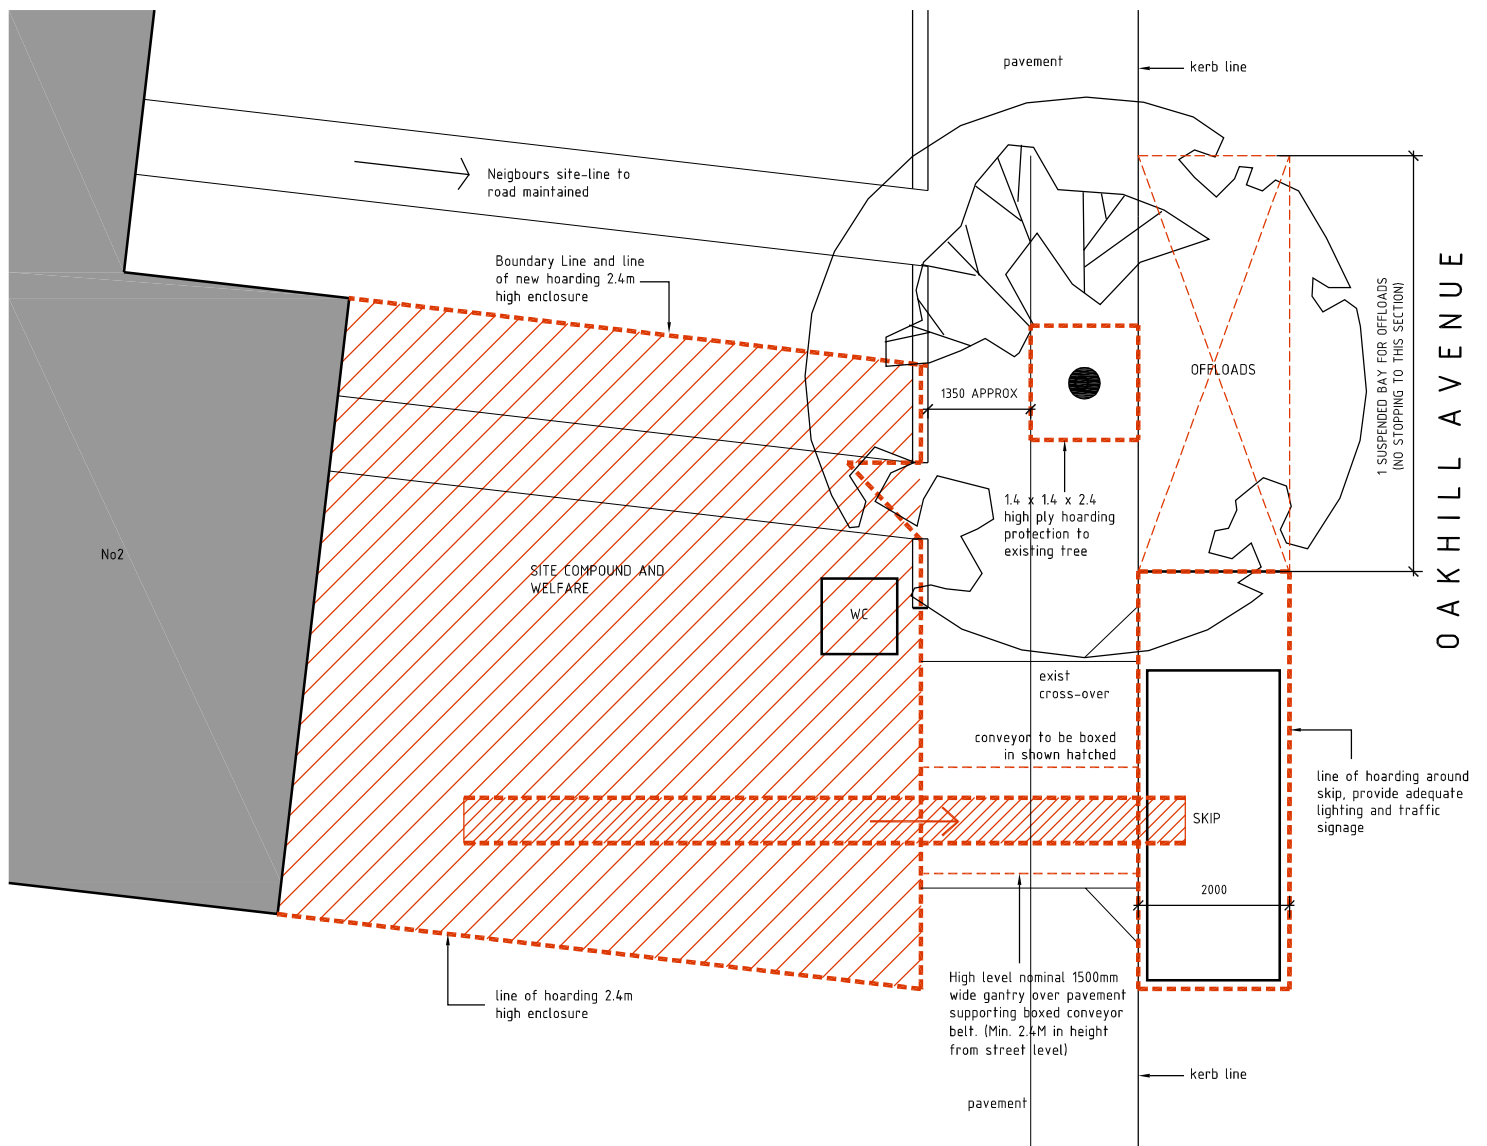 pavement
kerb line
Neigbours site-line to
road maintained
Boundary Line and line
of new hoarding 2.4m
high enclosure
1350 APPROX
OFFLOADS
1 SUSPENDED BAY FOR OFFLOADS
(NO STOPPING TO THIS SECTION)
OAKHILL AVENUE
1.4 x 1.4 x 2.4
high ply hoarding
protection to
existing tree
No2
SITE COMPOUND AND
WELFARE
WC
exist
cross-over
conveyor to be boxed
in shown hatched
line of hoarding around
skip, provide adequate
lighting and traffic
signage
SKIP
2000
High level nominal 1500mm
wide gantry over pavement
supporting boxed conveyor
belt. (Min. 2.4M in height
from street level)
line of hoarding 2.4m
high enclosure
kerb line
pavement